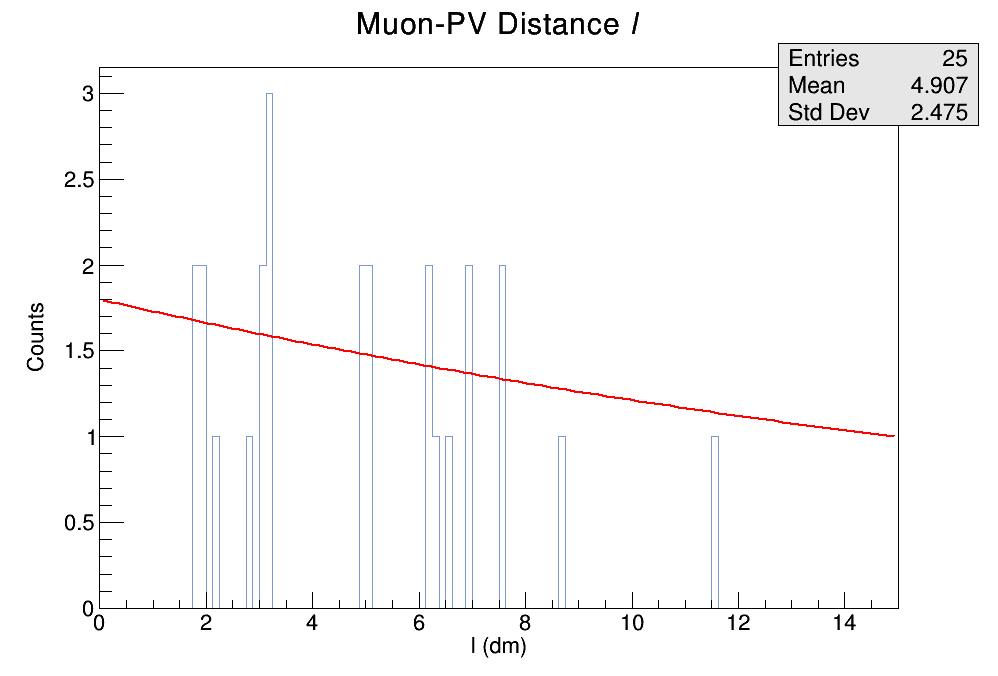 Muon-PV Distance l
Entries 25
Mean 4.907
Std Dev 2.475
3
2.5
2
1.5
1
0.5
0
Counts
0 2 4 6 8 10 12 14
l (dm)